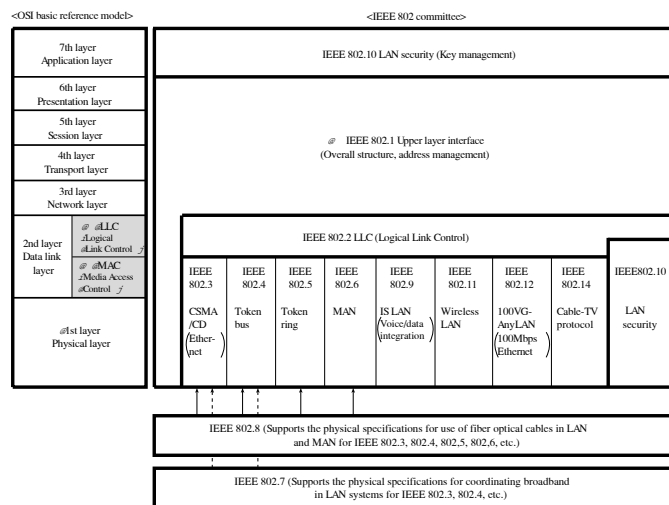 <OSI basic reference model>
<IEEE 802 committee>
7th layer
Application layer
6th layer
Presentation layer
5th layer
Session layer
4th layer
Transport layer
3rd layer
Network layer
2nd layer
Data link
layer
@ @LLC
iLogical
@Link Control j
@ @MAC
iMedia Access
@Control j
@1st layer
Physical layer
IEEE 802.10 LAN security (Key management)
@ IEEE 802.1 Upper layer interface
(Overall structure, address management)
IEEE 802.2 LLC (Logical Link Control)
IEEE
802.3
CSMA
/CD
(Ether-
net)
IEEE
802.4
Token
bus
IEEE
802.5
Token
ring
IEEE
802.6
MAN
IEEE
802.9
IS LAN
(Voice/data
integration)
IEEE
802.11
Wireless
LAN
IEEE
802.12
100VG-
AnyLAN
(100Mbps
Ethernet)
IEEE
802.14
Cable-TV
protocol
IEEE802.10
LAN
security
IEEE 802.8 (Supports the physical specifications for use of fiber optical cables in LAN
and MAN for IEEE 802.3, 802.4, 802,5, 802,6, etc.)
IEEE 802.7 (Supports the physical specifications for coordinating broadband
in LAN systems for IEEE 802.3, 802.4, etc.)